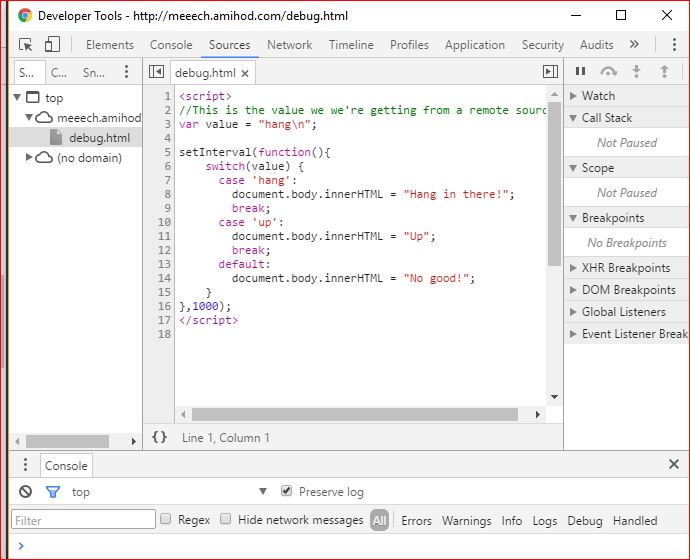 Developer Tools - http://meeech.amihod.com/debug.html
Elements Console Sources Network Timeline Profiles Application Security Audits »
S... C... Sn...
debug.html ×
top
meeech.amihod
debug.html
(no domain)
1 <script>
2 //This is the value we we're getting from a remote sourc
3 var value = "hang\n";
4
5 setInterval(function(){
6 switch(value) {
7 case 'hang':
8 document.body.innerHTML = "Hang in there!";
9 break;
10 case 'up':
11 document.body.innerHTML = "Up";
12 break;
13 default:
14 document.body.innerHTML = "No good!";
15 }
16 },1000);
17 </script>
18
{} Line 1, Column 1
Watch
Call Stack
Not Paused
Scope
Not Paused
Breakpoints
No Breakpoints
XHR Breakpoints
DOM Breakpoints
Global Listeners
Event Listener Break
Console
top Preserve log
Filter Regex Hide network messages All Errors Warnings Info Logs Debug Handled
>